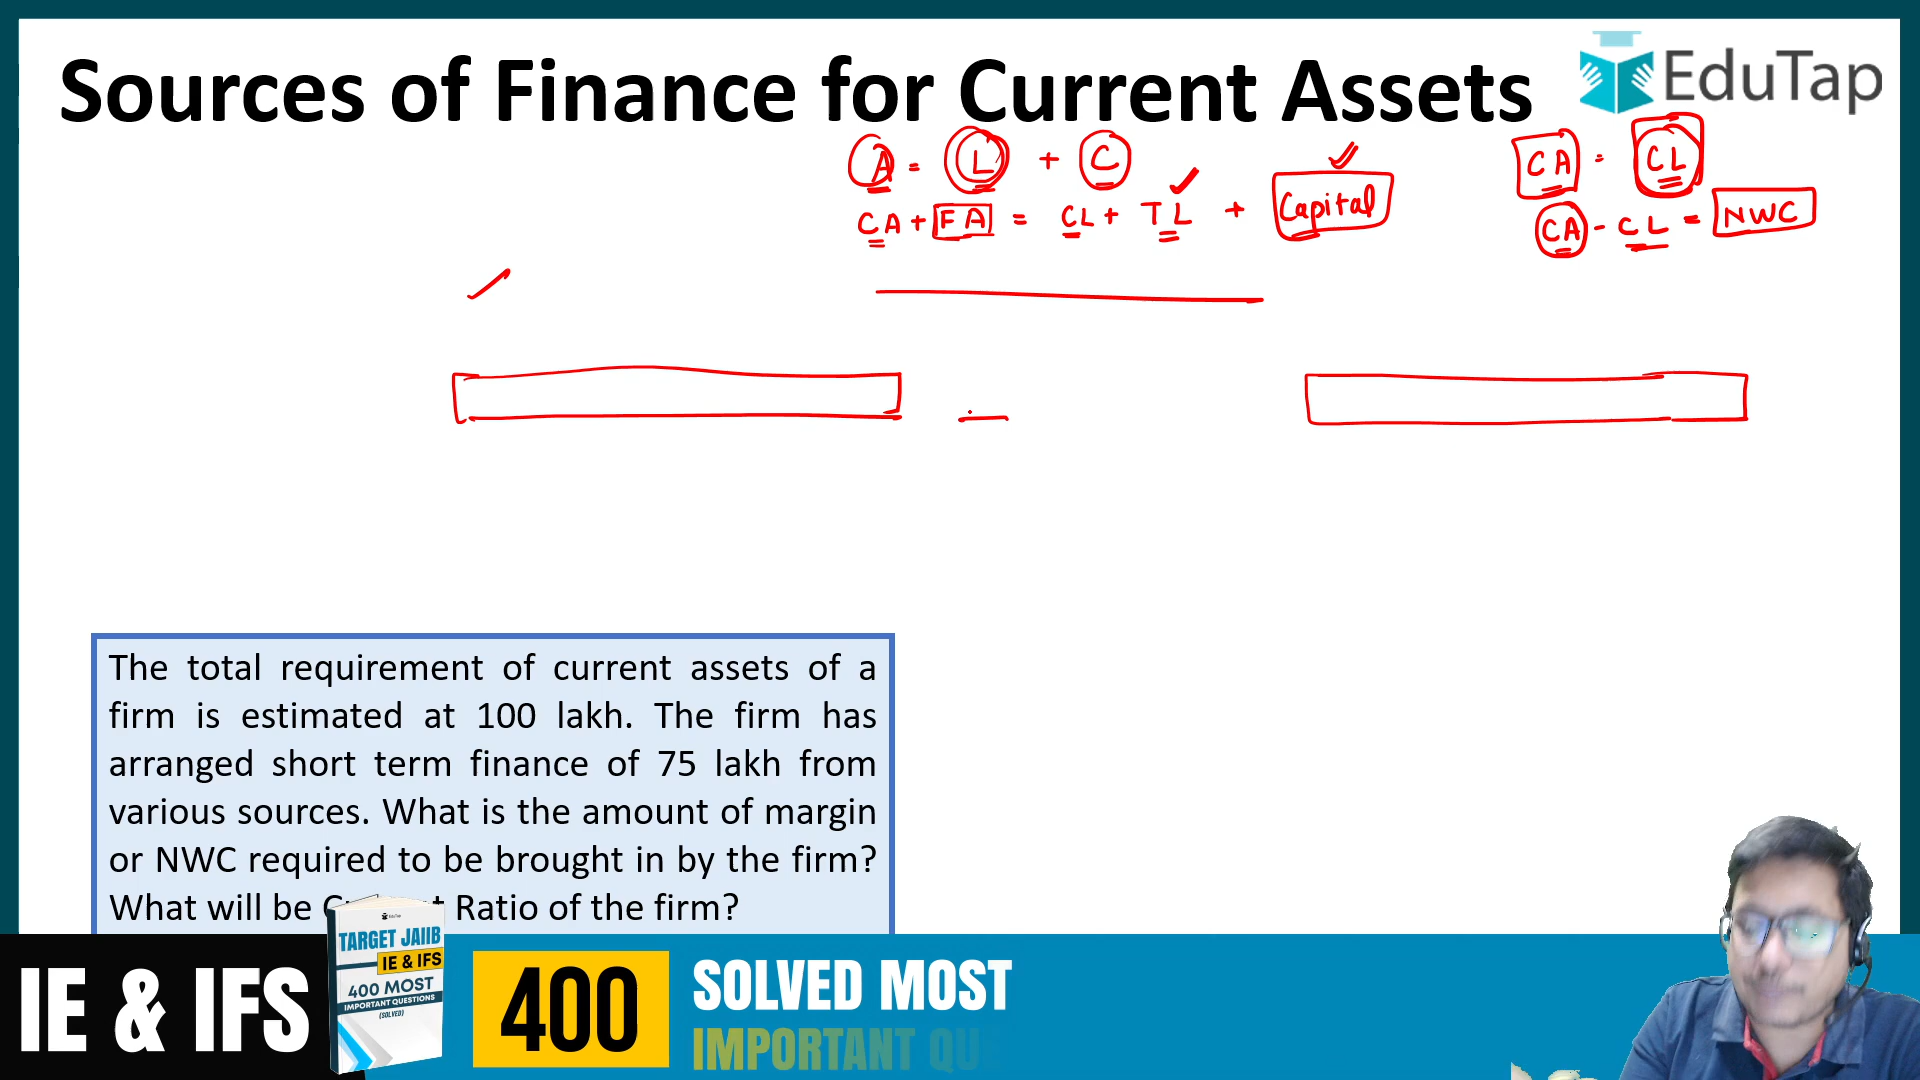 Sources of Finance for Current Assets
EduTap
A = L + C
CA + FA = CL + TL + Capital
CA = CL
CA - CL = NWC
The total requirement of current assets of a
firm is estimated at 100 lakh. The firm has
arranged short term finance of 75 lakh from
various sources. What is the amount of margin
or NWC required to be brought in by the firm?
What will be Current Ratio of the firm?
IE & IFS
EduTap
TARGET JAIIB
IE & IFS
400 MOST
IMPORTANT QUESTIONS
(SOLVED)
400
SOLVED MOST
IMPORTANT QUE